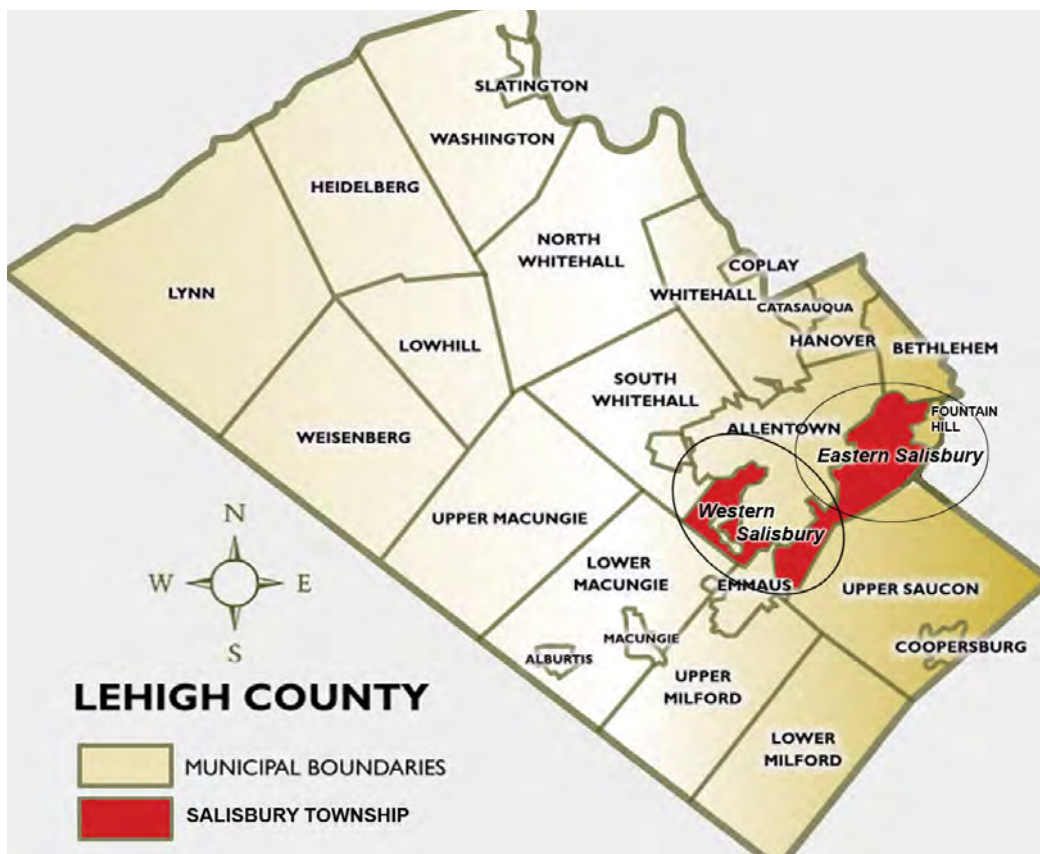 SLATINGTON
WASHINGTON
HEIDELBERG
NORTH
WHITEHALL
COPLAY
LYNN
WHITEHALL
CATASAUQUA
HANOVER
LOWHILL
BETHLEHEM
SOUTH
WHITEHALL
FOUNTAIN
HILL
ALLENTOWN
WEISENBERG
Eastern Salisbury
Western
Salisbury
UPPER MACUNGIE
N
W
E
S
LOWER
MACUNGIE
EMMAUS
UPPER SAUCON
MACUNGIE
COOPERSBURG
ALBURTIS
UPPER
MILFORD
LOWER
MILFORD
LEHIGH COUNTY
MUNICIPAL BOUNDARIES
SALISBURY TOWNSHIP